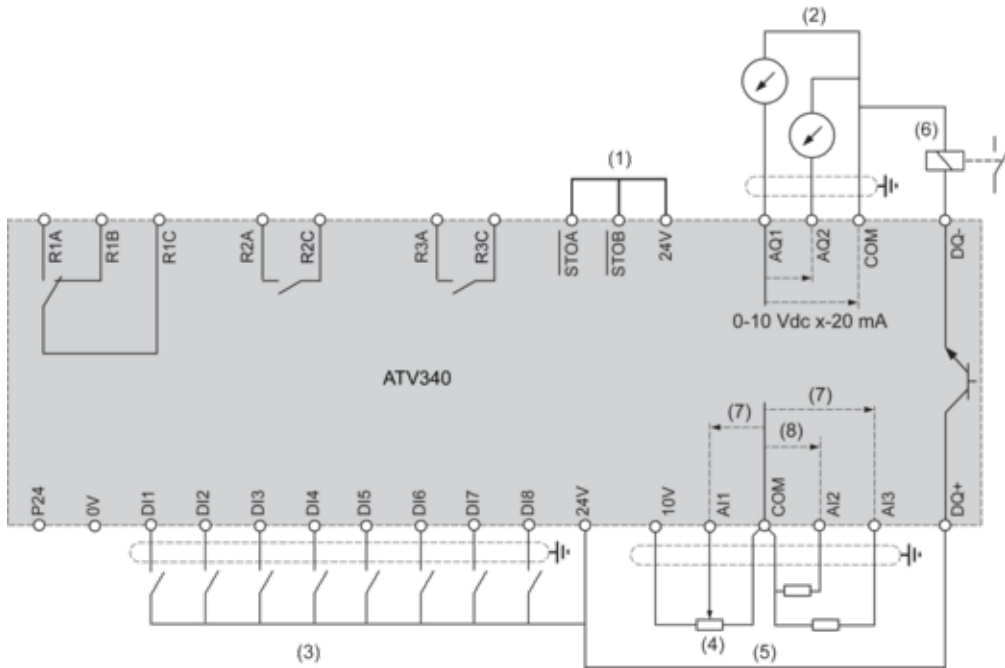 (2)
(6)
(1)
R1A R1B R1C R2A R2C R3A R3C STOA STOB 24V AQ1 AQ2 COM DQ-
0-10 Vdc x-20 mA
ATV340
(7)
(7)
(8)
P24 0V DI1 DI2 DI3 DI4 DI5 DI6 DI7 DI8 24V 10V AI1 COM AI2 AI3 DQ+
(3)
(4)
(5)